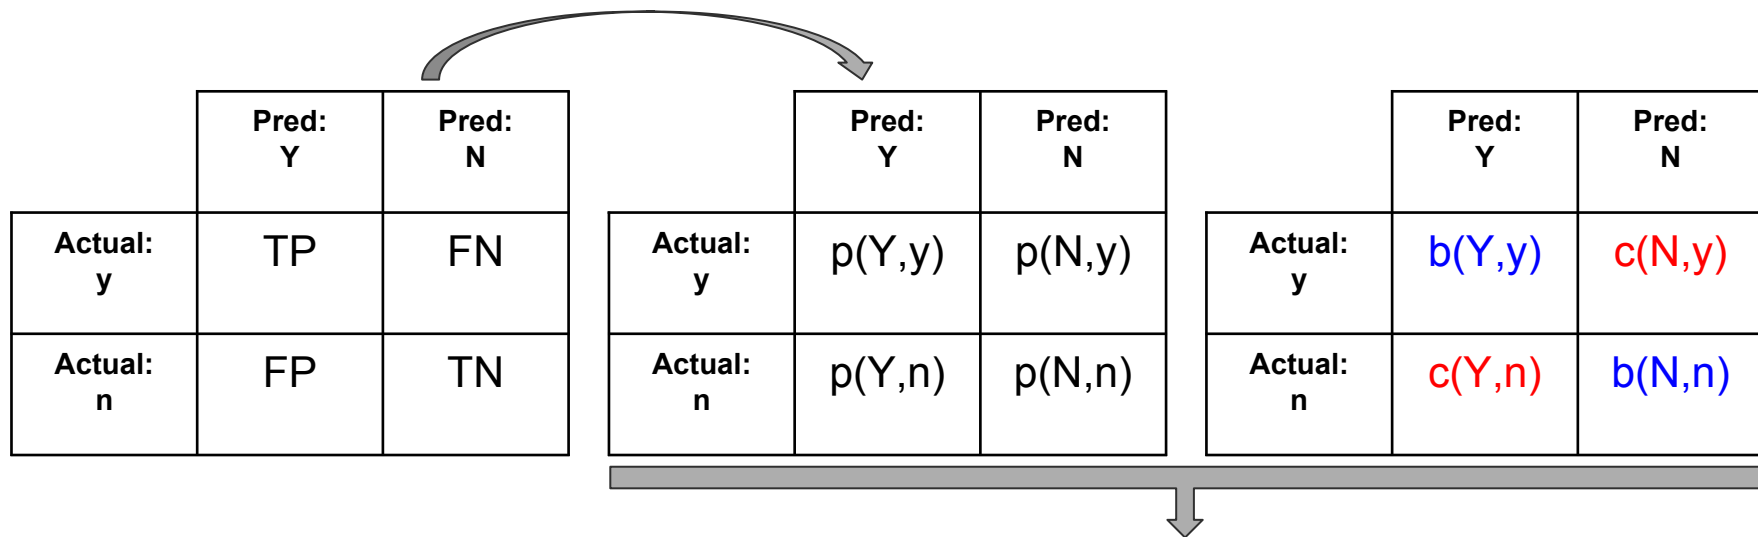 Pred: Pred: Pred: Pred: Pred: Pred:
Y N Y N Y N
Actual: TP FN Actual: p(Y,y) p(N,y) Actual: b(Y,y) c(N,y)
y y y
Actual: FP TN Actual: p(Y,n) p(N,n) Actual: c(Y,n) b(N,n)
n n n